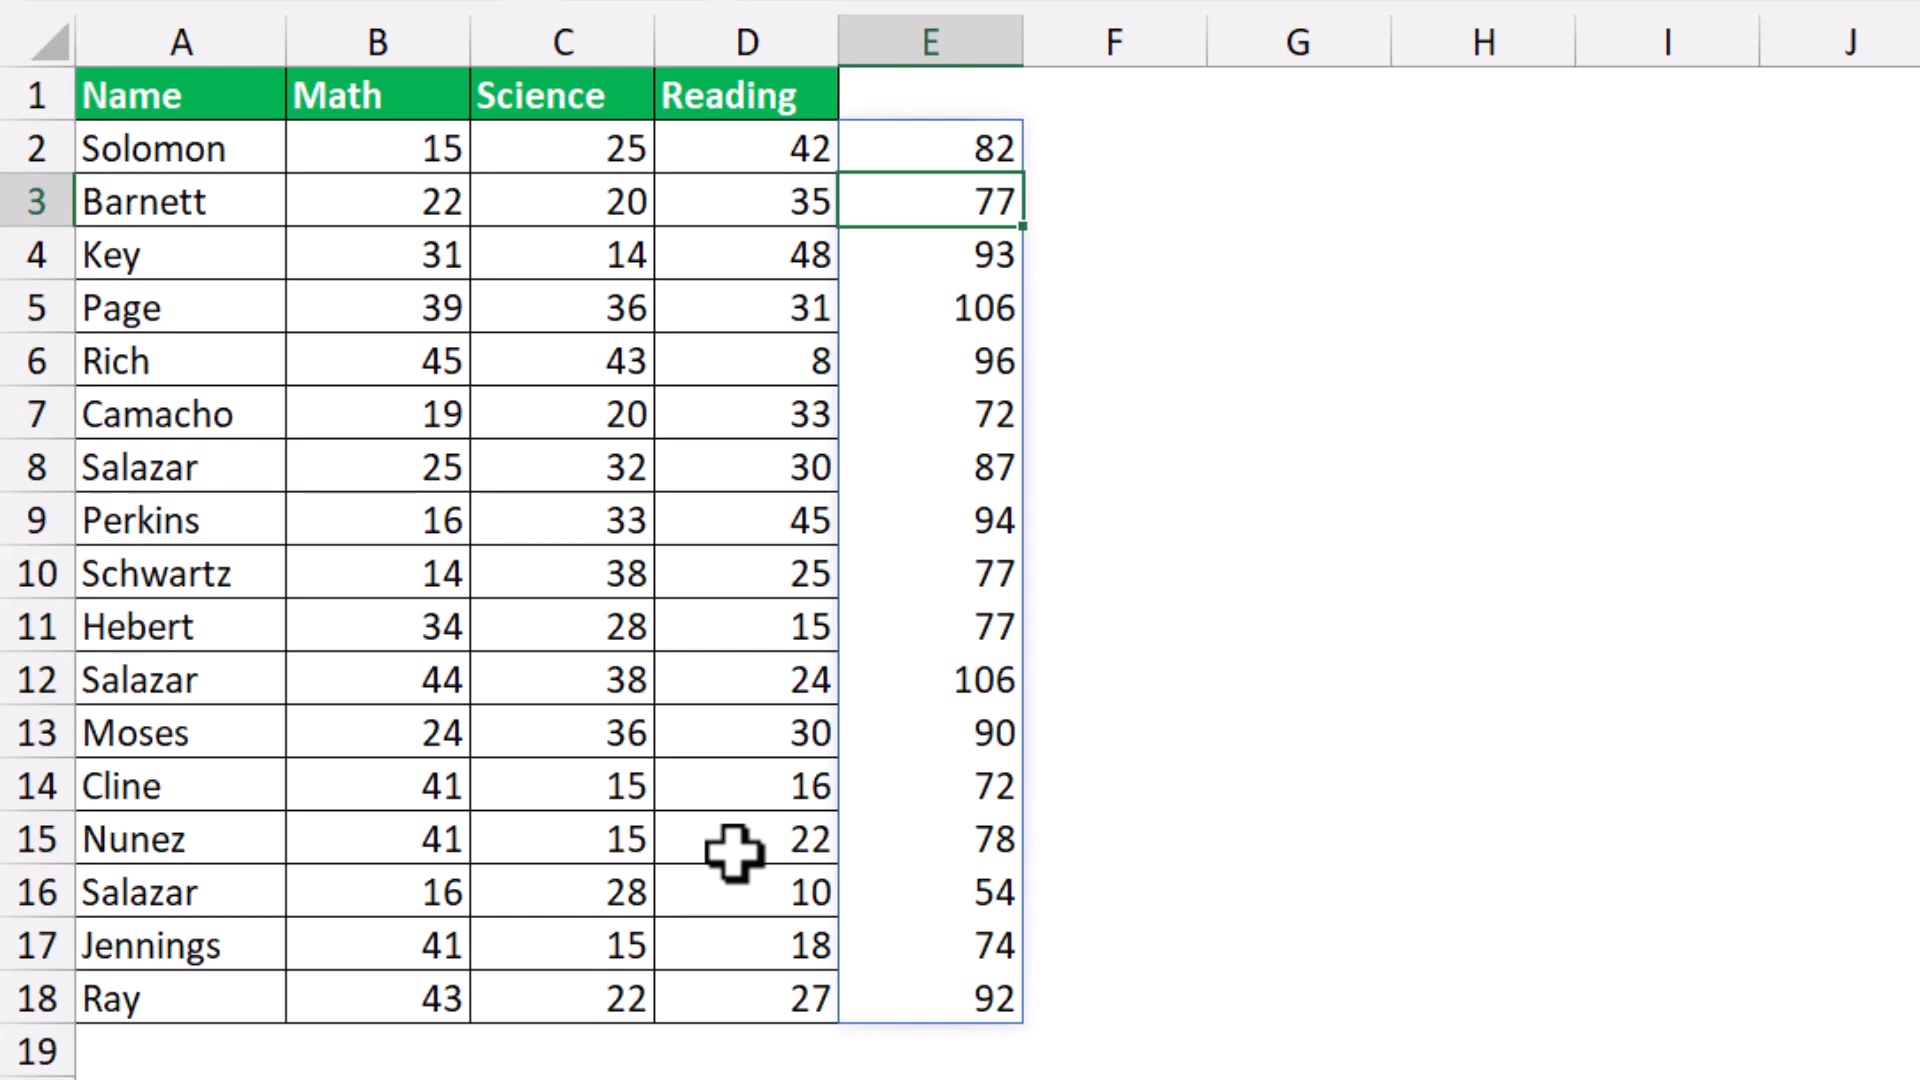 A B C D E F G H I J
1 Name Math Science Reading
2 Solomon 15 25 42 82
3 Barnett 22 20 35 77
4 Key 31 14 48 93
5 Page 39 36 31 106
6 Rich 45 43 8 96
7 Camacho 19 20 33 72
8 Salazar 25 32 30 87
9 Perkins 16 33 45 94
10 Schwartz 14 38 25 77
11 Hebert 34 28 15 77
12 Salazar 44 38 24 106
13 Moses 24 36 30 90
14 Cline 41 15 16 72
15 Nunez 41 15 22 78
16 Salazar 16 28 10 54
17 Jennings 41 15 18 74
18 Ray 43 22 27 92
19